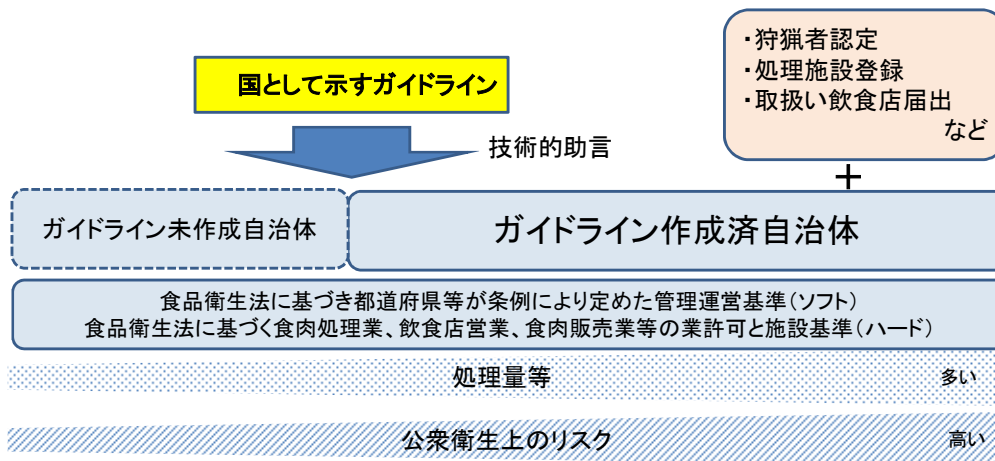 国として示すガイドライン
・狩猟者認定
・処理施設登録
・取扱い飲食店届出
など
技術的助言
＋
ガイドライン未作成自治体
ガイドライン作成済自治体
食品衛生法に基づき都道府県等が条例により定めた管理運営基準（ソフト）
食品衛生法に基づく食肉処理業、飲食店営業、食肉販売業等の業許可と施設基準（ハード）
処理量等
多い
公衆衛生上のリスク
高い